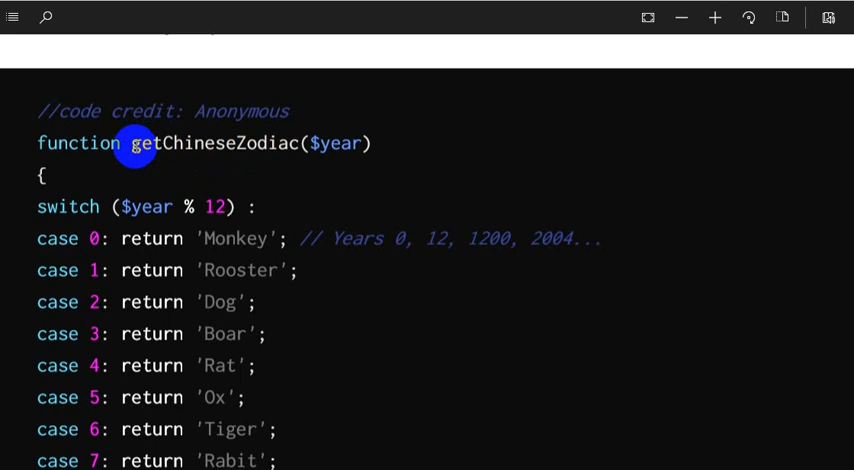 //code credit: Anonymous
function getChineseZodiac($year)
{
switch ($year % 12) :
case 0: return 'Monkey'; // Years 0, 12, 1200, 2004...
case 1: return 'Rooster';
case 2: return 'Dog';
case 3: return 'Boar';
case 4: return 'Rat';
case 5: return 'Ox';
case 6: return 'Tiger';
case 7: return 'Rabit';